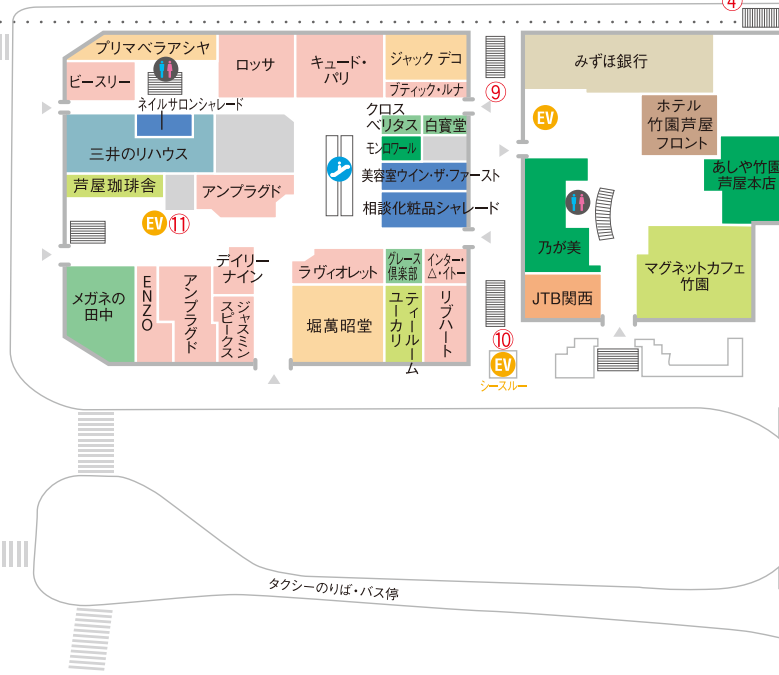 ④
プリマベラアシヤ
ロッサ
キュード・
パリ
ジャック デコ
ビースリー
ブティック・ルナ
⑨
ネイルサロンシャレード
三井のリハウス
クロス
ベリタス
白寳堂
モンロワール
美容室ウイン・ザ・ファースト
芦屋珈琲舎
アンブラグド
相談化粧品シャレード
EV
⑪
デイリー
ナイン
ラヴィオレット
グレース
倶楽部
インター・
△・イトー
メガネの
田中
ENZO
アンブラグド
ジャスミン
スピークス
堀萬昭堂
ティールーム
ユーカリ
リブハート
⑩
EV
シースルー
みずほ銀行
EV
ホテル
竹園芦屋
フロント
あしや竹園
芦屋本店
乃が美
マグネットカフェ
竹園
JTB関西
タクシーのりば・バス停